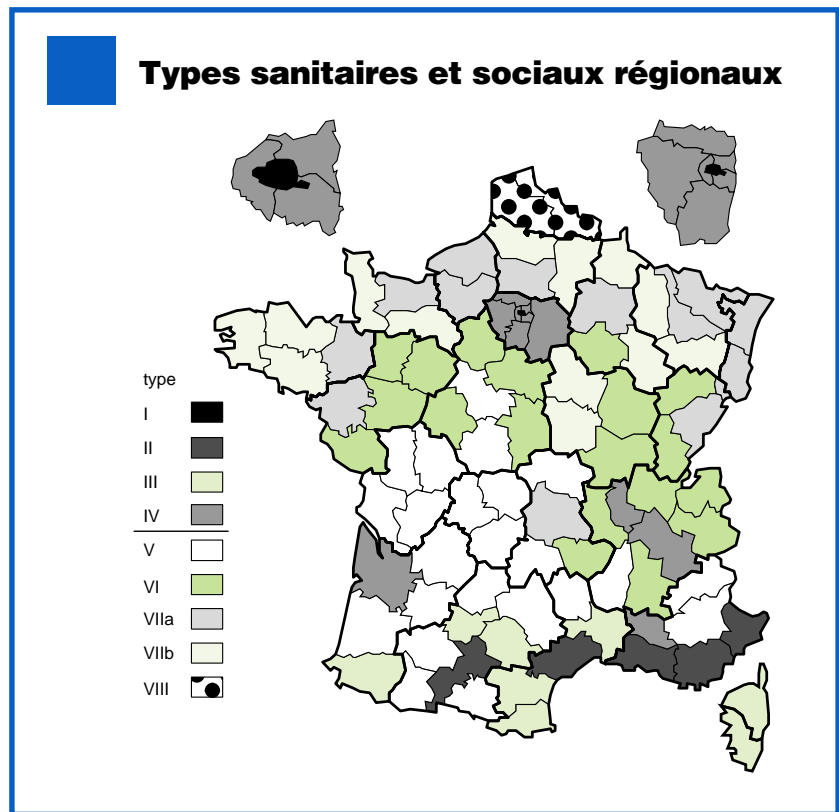 Types sanitaires et sociaux régionaux
type
I
II
III
IV
V
VI
VIIa
VIIb
VIII